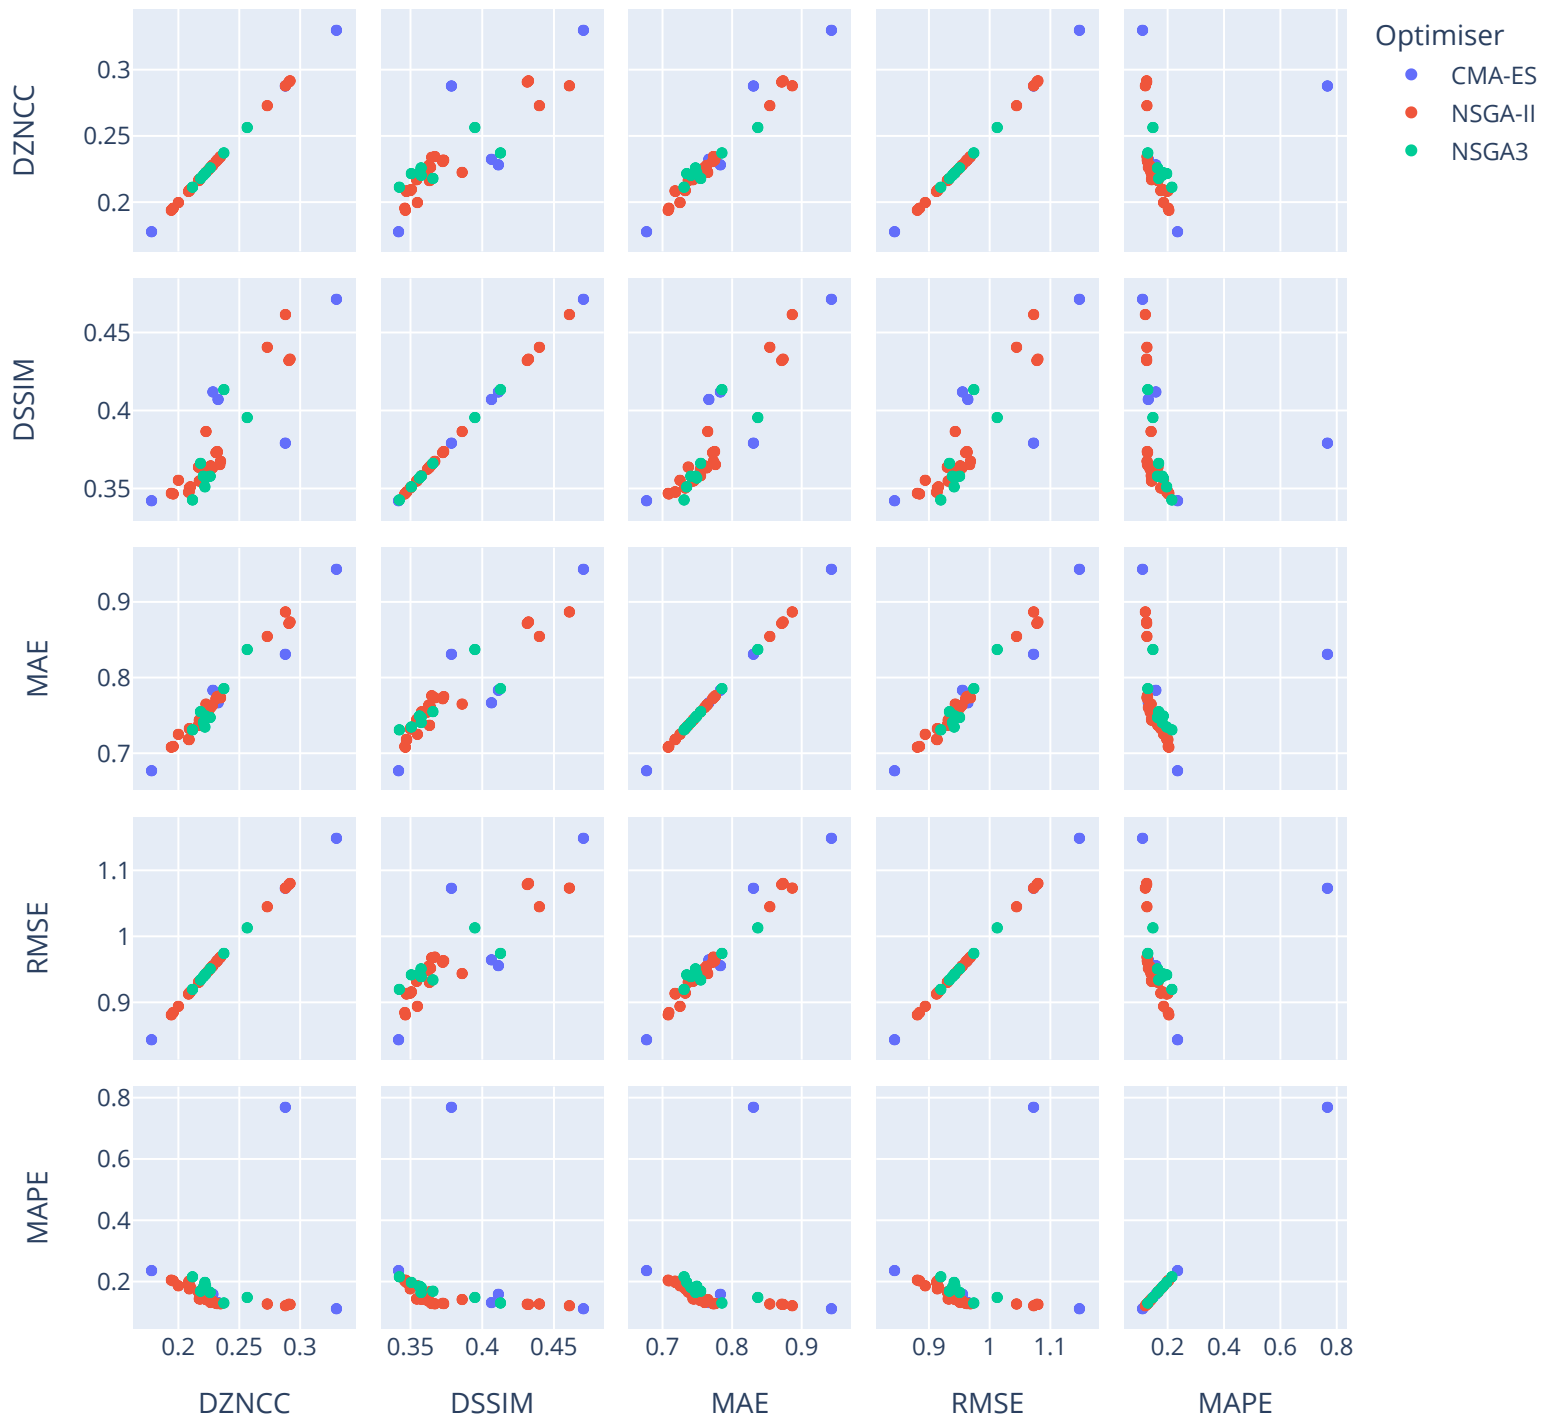 Optimiser
CMA-ES
NSGA-II
NSGA3
DZNCC
0.3
0.25
0.2
DSSIM
0.45
0.4
0.35
MAE
0.9
0.8
0.7
RMSE
1.1
1
0.9
MAPE
0.8
0.6
0.4
0.2
0.2 0.25 0.3 0.35 0.4 0.45 0.7 0.8 0.9 0.9 1 1.1 0.2 0.4 0.6 0.8
DZNCC DSSIM MAE RMSE MAPE